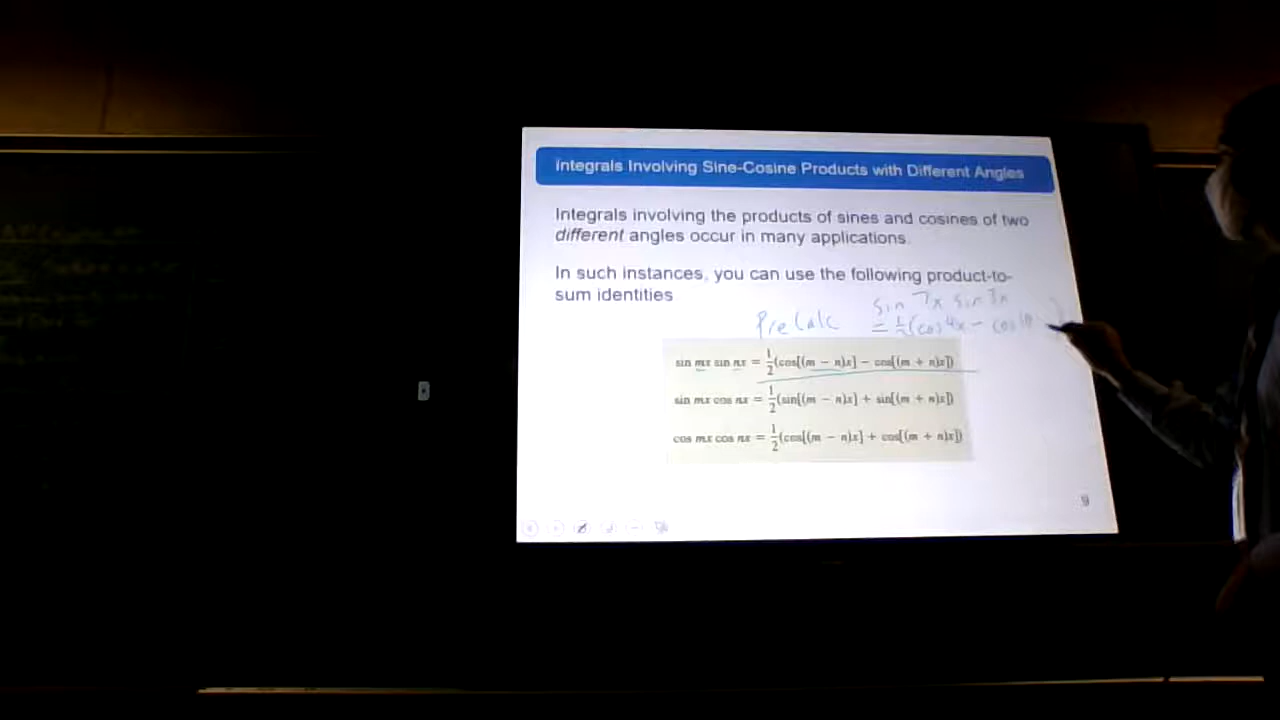 Integrals Involving Sine-Cosine Products with Different Angles
Integrals involving the products of sines and cosines of two
different angles occur in many applications.
In such instances, you can use the following product-to-
sum identities
PreCalc
sin 7x sin 3x
= 1/2(cos 4x - cos 10
sin mx sin nx = 1/2(cos[(m − n)x] − cos[(m + n)x])
sin mx cos nx = 1/2(sin[(m − n)x] + sin[(m + n)x])
cos mx cos nx = 1/2(cos[(m − n)x] + cos[(m + n)x])
9